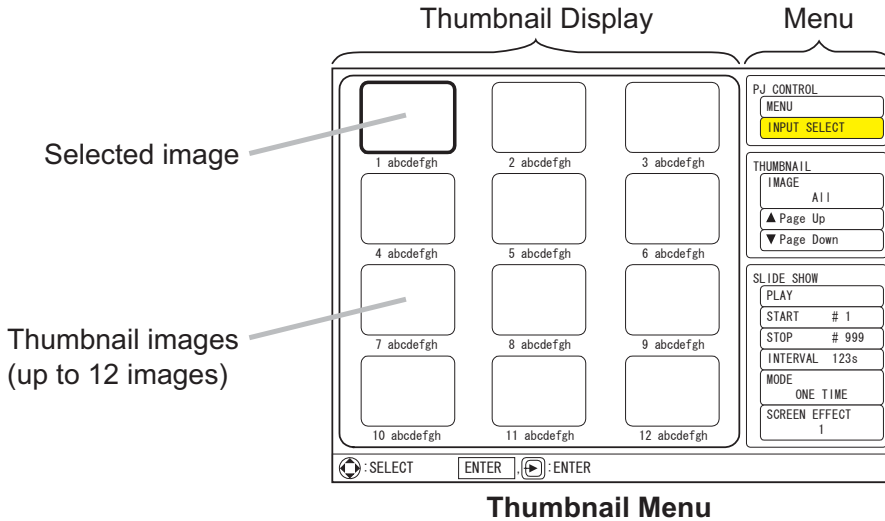 Thumbnail Display
Menu
Selected image
Thumbnail images
(up to 12 images)
1 abcdefgh
2 abcdefgh
3 abcdefgh
4 abcdefgh
5 abcdefgh
6 abcdefgh
7 abcdefgh
8 abcdefgh
9 abcdefgh
10 abcdefgh
11 abcdefgh
12 abcdefgh
PJ CONTROL
MENU
INPUT SELECT
THUMBNAIL
IMAGE
All
▲ Page Up
▼ Page Down
SLIDE SHOW
PLAY
START # 1
STOP # 999
INTERVAL 123s
MODE
ONE TIME
SCREEN EFFECT
1
:SELECT ENTER , :ENTER
Thumbnail Menu